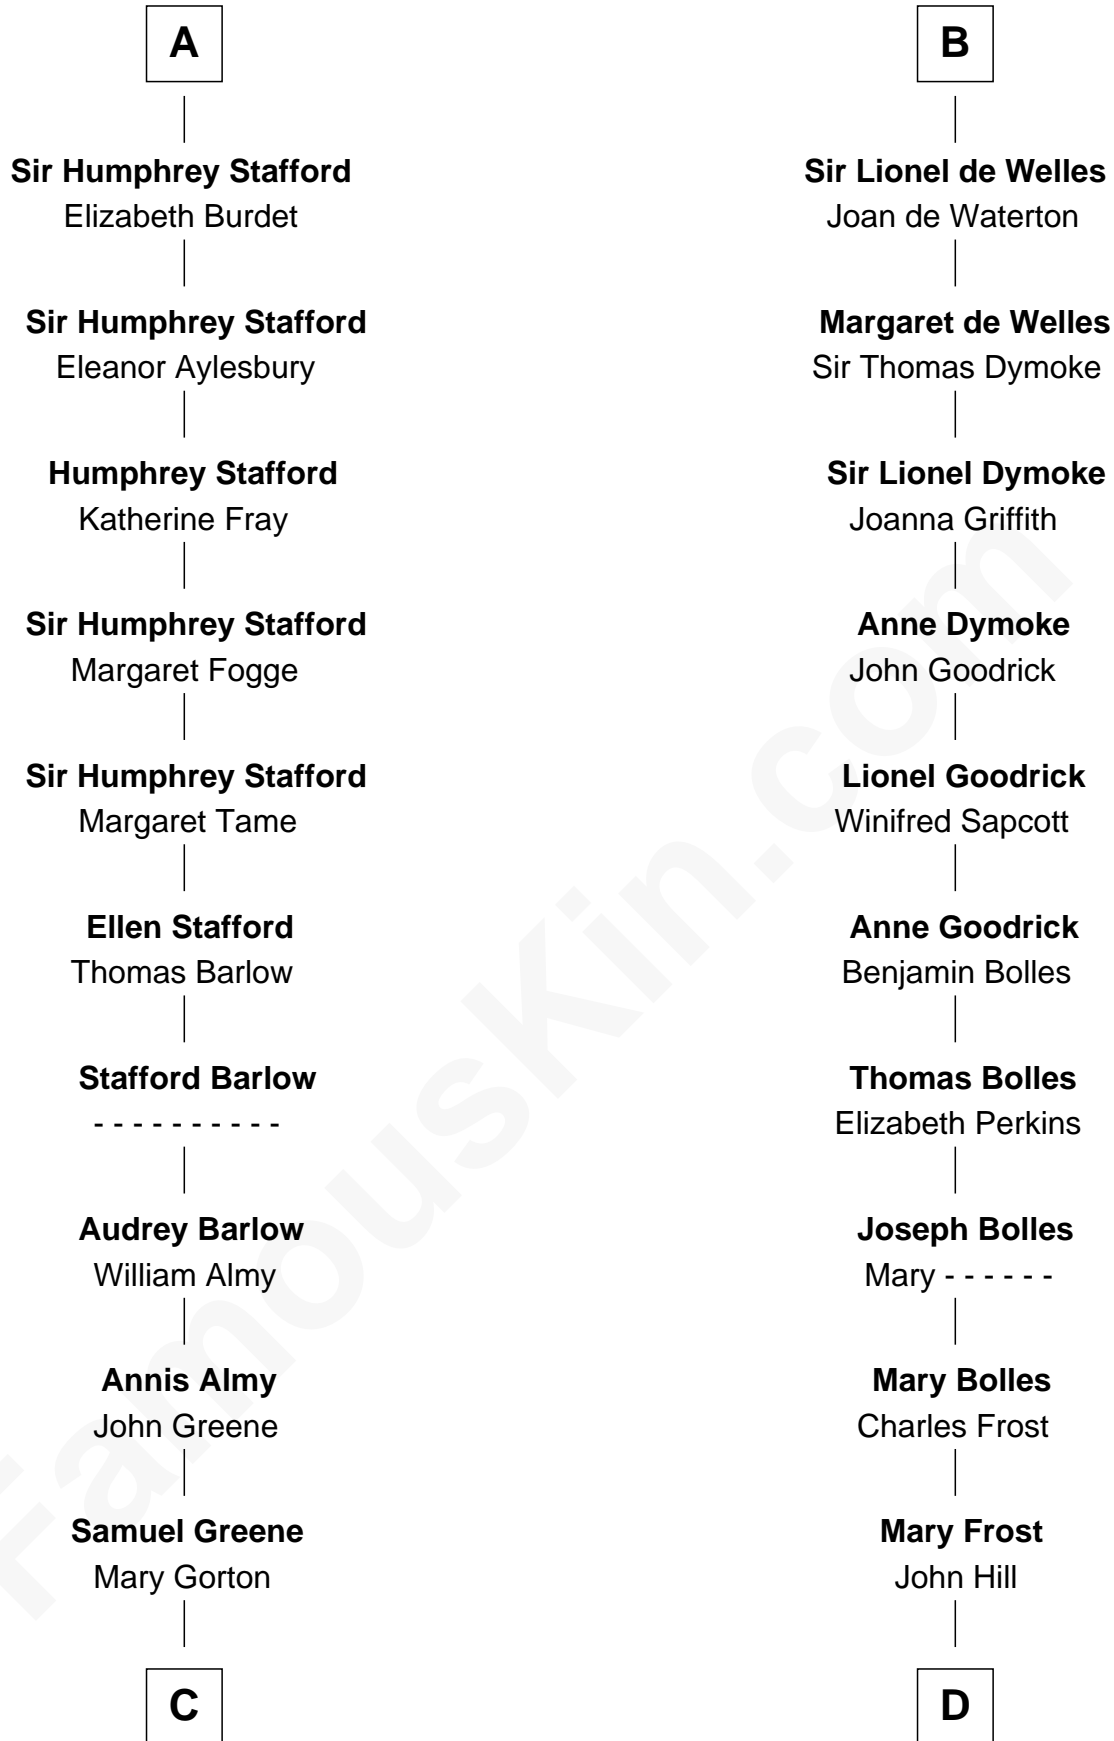 A
Sir Humphrey Stafford
Elizabeth Burdet
Sir Humphrey Stafford
Eleanor Aylesbury
Humphrey Stafford
Katherine Fray
Sir Humphrey Stafford
Margaret Fogge
Sir Humphrey Stafford
Margaret Tame
Ellen Stafford
Thomas Barlow
Stafford Barlow
- - - - - - - - - -
Audrey Barlow
William Almy
Annis Almy
John Greene
Samuel Greene
Mary Gorton
C
B
Sir Lionel de Welles
Joan de Waterton
Margaret de Welles
Sir Thomas Dymoke
Sir Lionel Dymoke
Joanna Griffith
Anne Dymoke
John Goodrick
Lionel Goodrick
Winifred Sapcott
Anne Goodrick
Benjamin Bolles
Thomas Bolles
Elizabeth Perkins
Joseph Bolles
Mary - - - - - -
Mary Bolles
Charles Frost
Mary Frost
John Hill
D
FamousKin.com